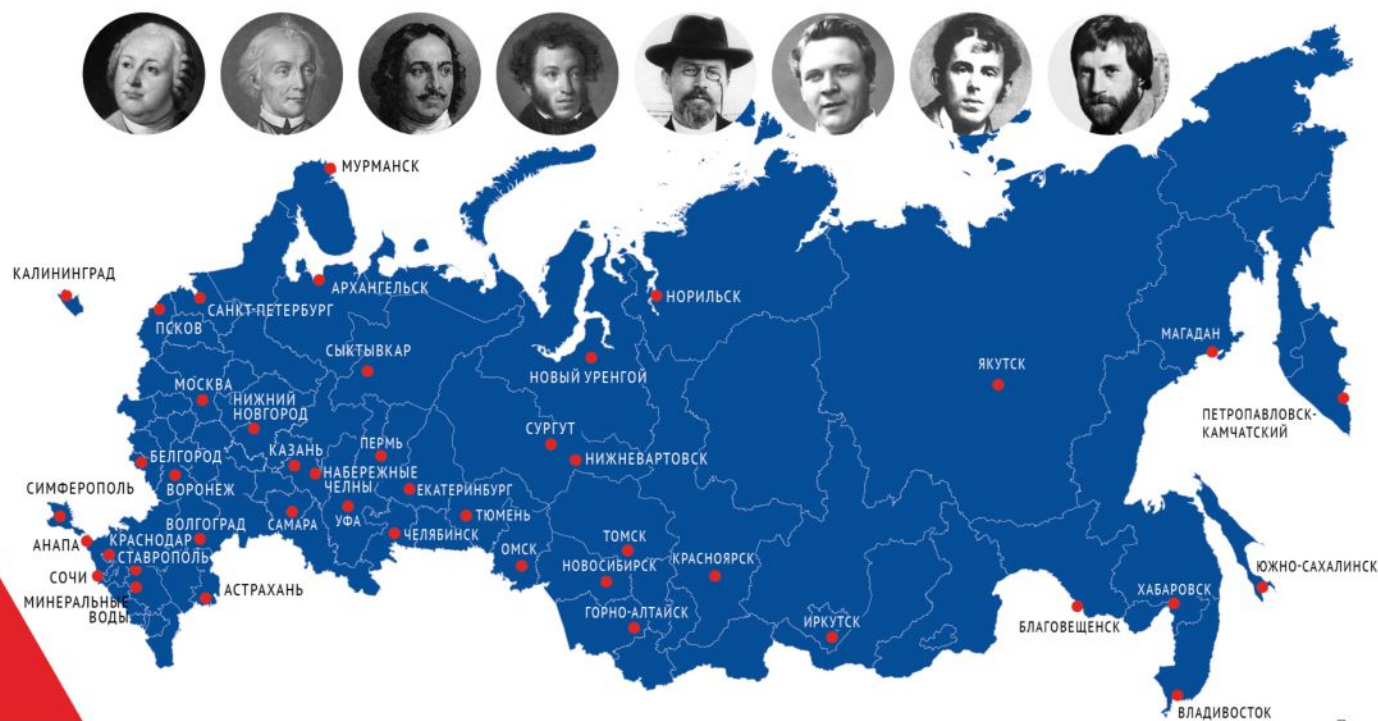 МУРМАНСК
КАЛИНИНГРАД
АРХАНГЕЛЬСК
НОРИЛЬСК
САНКТ-ПЕТЕРБУРГ
ПСКОВ
МАГАДАН
СЫКТЫВКАР
ЯКУТСК
НОВЫЙ УРЕНГОЙ
МОСКВА
НИЖНИЙ
НОВГОРОД
ПЕТРОПАВЛОВСК-
КАМЧАТСКИЙ
СУРГУТ
ПЕРМЬ
КАЗАНЬ
БЕЛГОРОД
НИЖНЕВАРТОВСК
НАБЕРЕЖНЫЕ
ЧЕЛНЫ
СИМФЕРОПОЛЬ
ВОРОНЕЖ
ЕКАТЕРИНБУРГ
ТЮМЕНЬ
УФА
САМАРА
ВОЛГОГРАД
ЧЕЛЯБИНСК
ТОМСК
АНАПА
КРАСНОДАР
ОМСК
СТАВРОПОЛЬ
КРАСНОЯРСК
НОВОСИБИРСК
ЮЖНО-САХАЛИНСК
СОЧИ
АСТРАХАНЬ
ХАБАРОВСК
МИНЕРАЛЬНЫЕ
ВОДЫ
ГОРНО-АЛТАЙСК
ИРКУТСК
БЛАГОВЕЩЕНСК
ВЛАДИВОСТОК